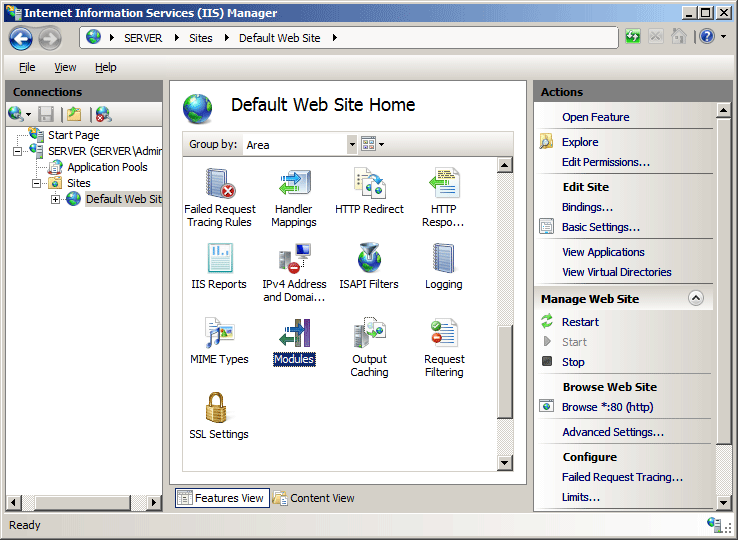 Internet Information Services (IIS) Manager
SERVER Sites Default Web Site
File View Help
Connections
Start Page
SERVER (SERVER\Admir
Application Pools
Sites
Default Web Sit
Default Web Site Home
Group by: Area
Failed Request
Tracing Rules
Handler
Mappings
HTTP Redirect
HTTP
Respo...
IIS Reports
IPv4 Address
and Domai...
ISAPI Filters
Logging
MIME Types
Modules
Output
Caching
Request
Filtering
SSL Settings
Features View
Content View
Actions
Open Feature
Explore
Edit Permissions...
Edit Site
Bindings...
Basic Settings...
View Applications
View Virtual Directories
Manage Web Site
Restart
Start
Stop
Browse Web Site
Browse *:80 (http)
Advanced Settings...
Configure
Failed Request Tracing...
Limits...
Ready